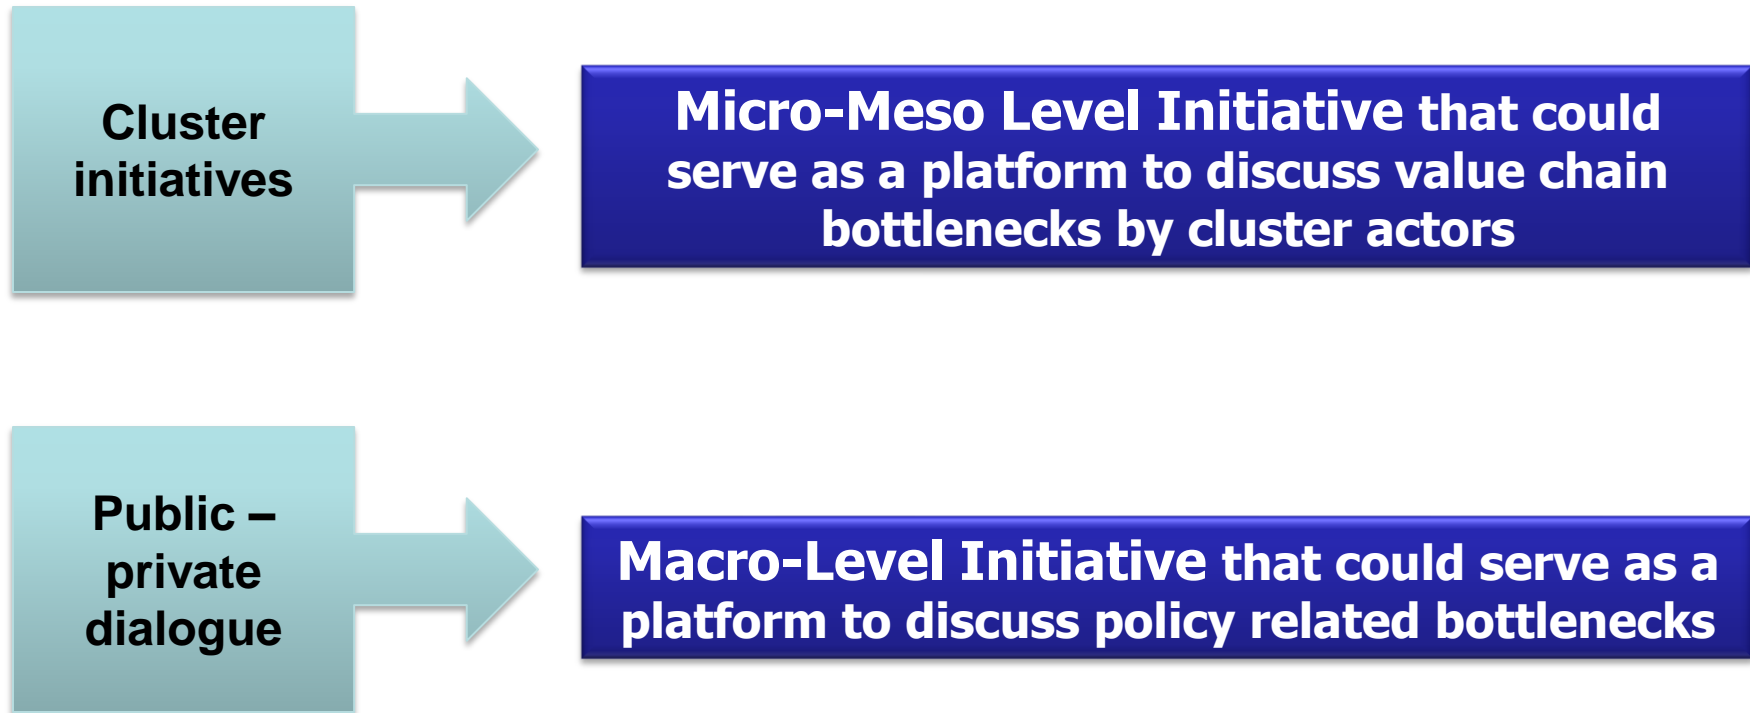 Cluster
initiatives
Micro-Meso Level Initiative that could
serve as a platform to discuss value chain
bottlenecks by cluster actors
Public –
private
dialogue
Macro-Level Initiative that could serve as a
platform to discuss policy related bottlenecks